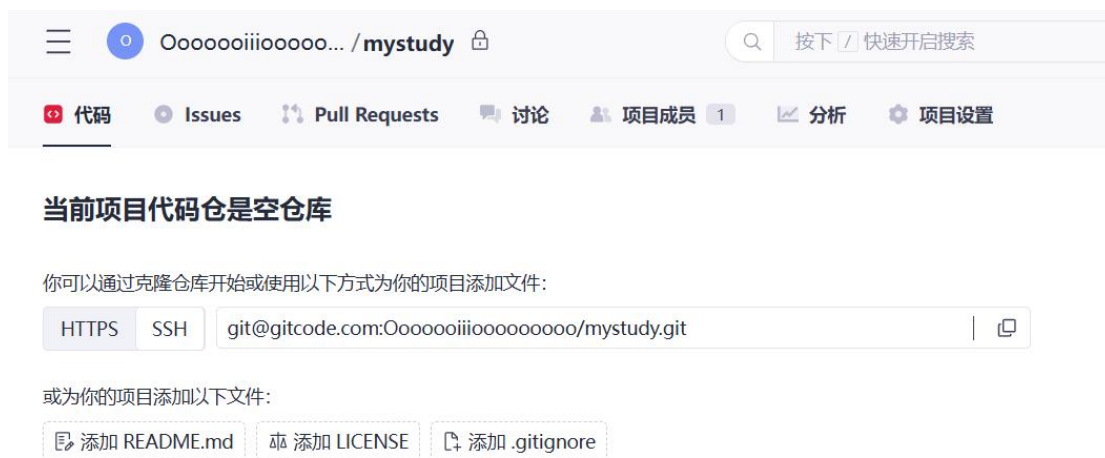 O Ooooooiiiooooo... / mystudy
按下 / 快速开启搜索
代码 Issues Pull Requests 讨论 项目成员 1 分析 项目设置
当前项目代码仓是空仓库
你可以通过克隆仓库开始或使用以下方式为你的项目添加文件：
HTTPS SSH git@gitcode.com:Ooooooiiiooooooooo/mystudy.git
或为你的项目添加以下文件：
添加 README.md 添加 LICENSE 添加 .gitignore